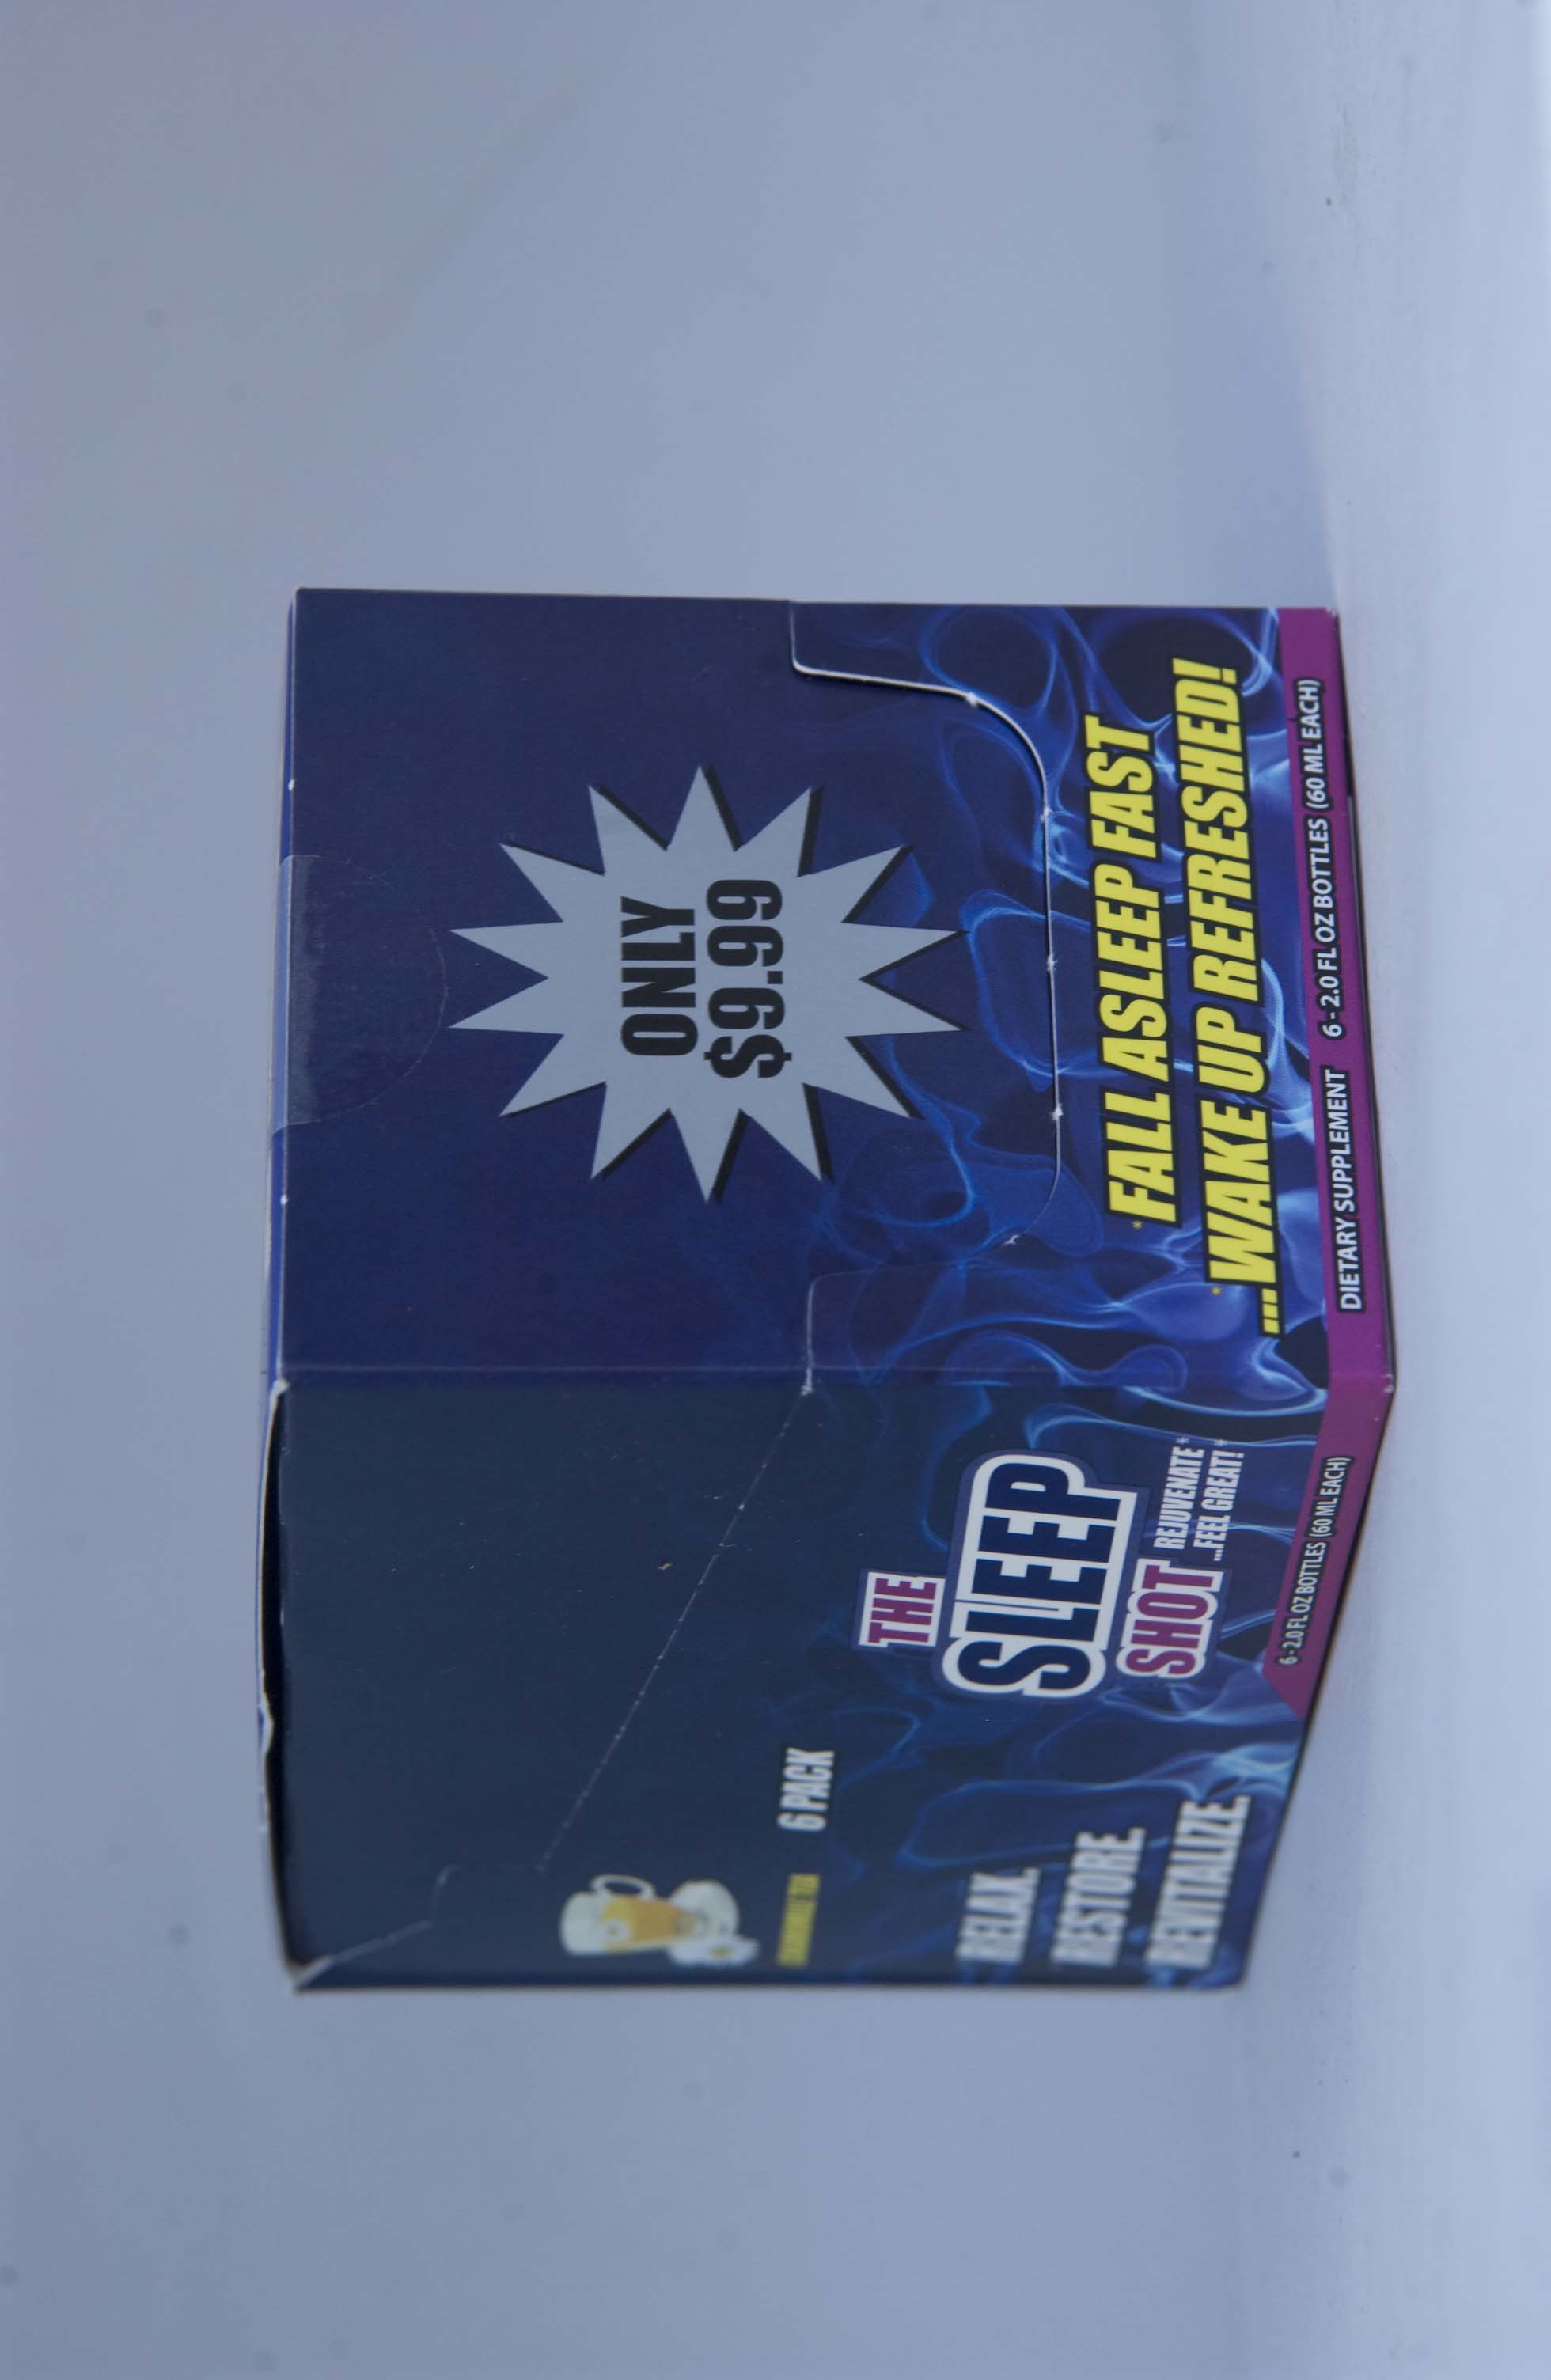 6 PACK
RELAX.
RESTORE.
REVITALIZE.
THE
SLEEP
SHOT
REJUVENATE*
...FEEL GREAT!*
6-2.0 FL OZ BOTTLES (60 ML EACH)
ONLY
$9.99
*FALL ASLEEP FAST
*...WAKE UP REFRESHED!
DIETARY SUPPLEMENT 6-2.0 FL OZ BOTTLES (60 ML EACH)